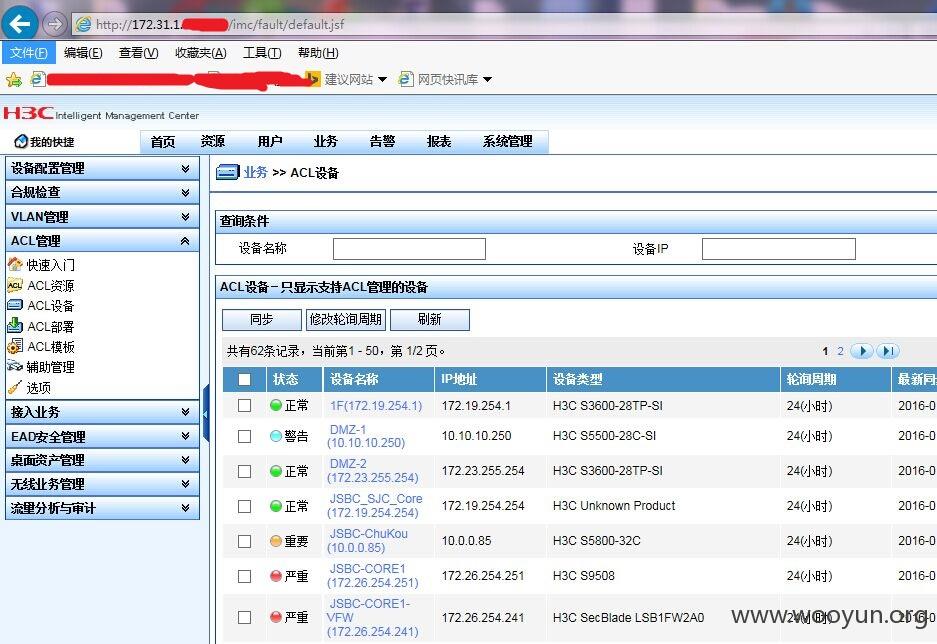 http://172.31.1. /imc/fault/default.jsf
文件(F) 编辑(E) 查看(V) 收藏夹(A) 工具(T) 帮助(H)
建议网站 网页快讯库
H3C Intelligent Management Center
我的快捷 首页 资源 用户 业务 告警 报表 系统管理
设备配置管理
合规检查
VLAN管理
ACL管理
快速入门
ACL资源
ACL设备
ACL部署
ACL模板
辅助管理
选项
接入业务
EAD安全管理
桌面资产管理
无线业务管理
流量分析与审计
业务 >> ACL设备
查询条件
设备名称 设备IP
ACL设备－只显示支持ACL管理的设备
同步 修改轮询周期 刷新
共有62条记录，当前第1 - 50，第 1/2 页。 1 2
状态 设备名称 IP地址 设备类型 轮询周期 最新同
正常 1F(172.19.254.1) 172.19.254.1 H3C S3600-28TP-SI 24(小时) 2016-0
警告 DMZ-1 (10.10.10.250) 10.10.10.250 H3C S5500-28C-SI 24(小时) 2016-0
正常 DMZ-2 (172.23.255.254) 172.23.255.254 H3C S3600-28TP-SI 24(小时) 2016-0
正常 JSBC_SJC_Core (172.19.254.254) 172.19.254.254 H3C Unknown Product 24(小时) 2016-0
重要 JSBC-ChuKou (10.0.0.85) 10.0.0.85 H3C S5800-32C 24(小时) 2016-0
严重 JSBC-CORE1 (172.26.254.251) 172.26.254.251 H3C S9508 24(小时) 2016-0
严重 JSBC-CORE1-VFW (172.26.254.241) 172.26.254.241 H3C SecBlade LSB1FW2A0 24(小时) 2016-0
www.wooyun.org